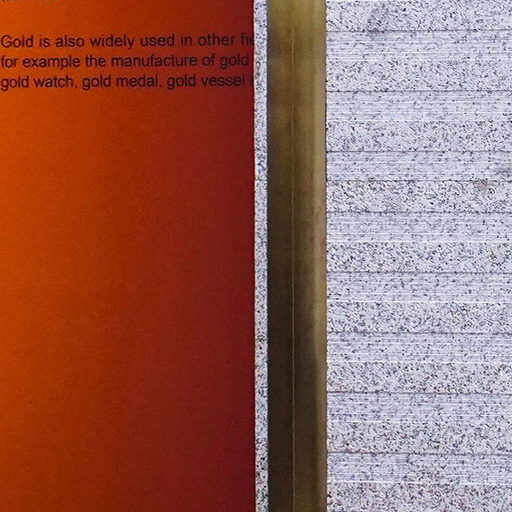 Gold is also widely used in other
for example the manufacture of gold
gold watch, gold medal, gold vessel